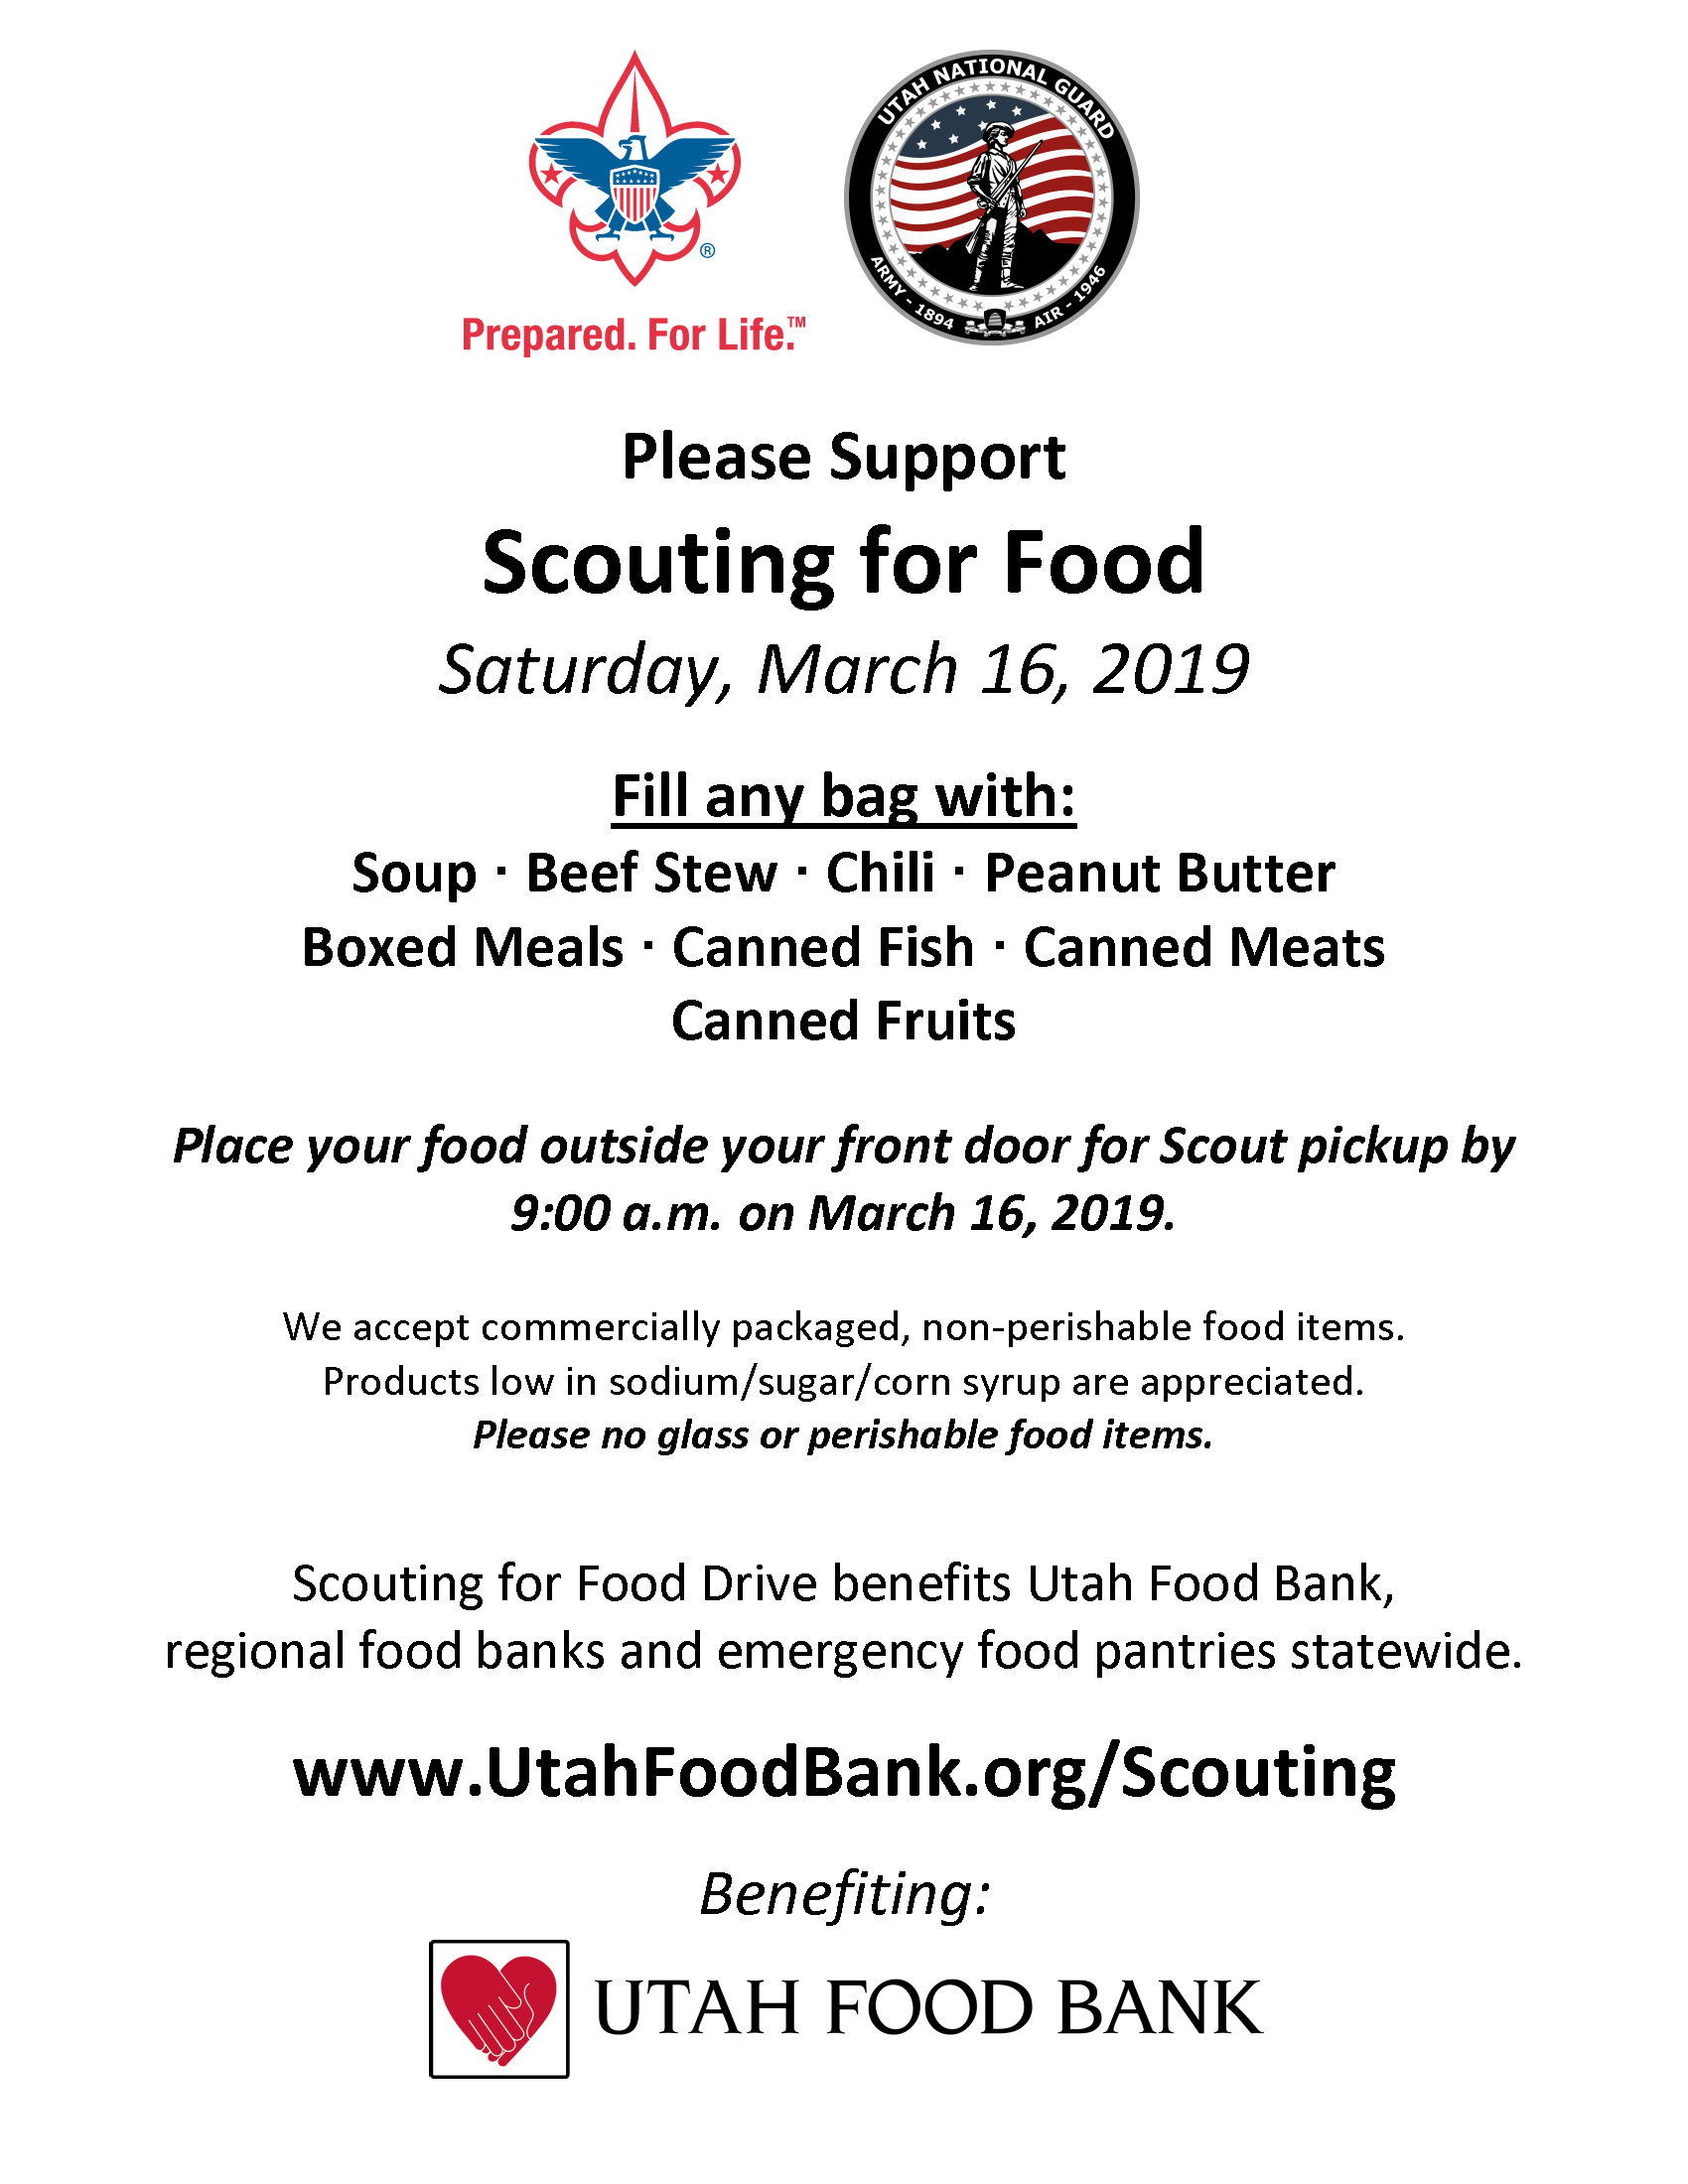 UTAH NATIONAL GUARD
ARMY - 1894
AIR - 1946
®
Prepared. For Life.™
Please Support
Scouting for Food
Saturday, March 16, 2019
Fill any bag with:
Soup · Beef Stew · Chili · Peanut Butter
Boxed Meals · Canned Fish · Canned Meats
Canned Fruits
Place your food outside your front door for Scout pickup by
9:00 a.m. on March 16, 2019.
We accept commercially packaged, non-perishable food items.
Products low in sodium/sugar/corn syrup are appreciated.
Please no glass or perishable food items.
Scouting for Food Drive benefits Utah Food Bank,
regional food banks and emergency food pantries statewide.
www.UtahFoodBank.org/Scouting
Benefiting:
UTAH FOOD BANK